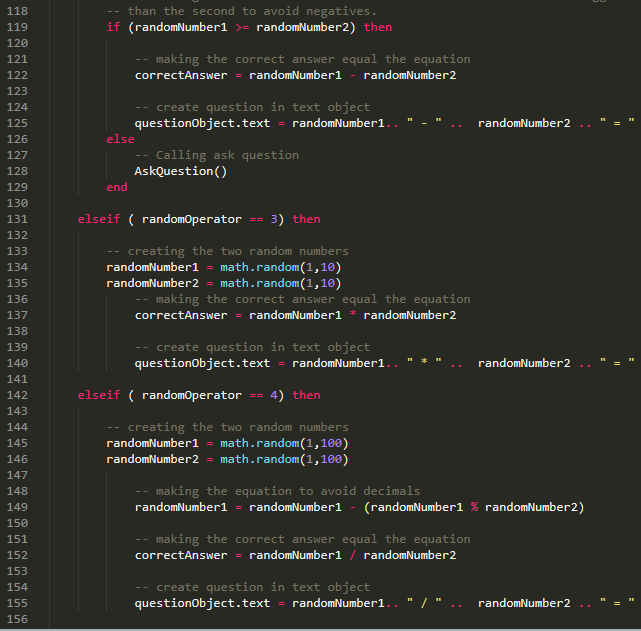 118 -- than the second to avoid negatives.
119 if (randomNumber1 >= randomNumber2) then
120
121 -- making the correct answer equal the equation
122 correctAnswer = randomNumber1 - randomNumber2
123
124 -- create question in text object
125 questionObject.text = randomNumber1.. " - " ..  randomNumber2 .. " = "
126 else
127 -- Calling ask question
128 AskQuestion()
129 end
130
131 elseif ( randomOperator == 3) then
132
133 -- creating the two random numbers
134 randomNumber1 = math.random(1,10)
135 randomNumber2 = math.random(1,10)
136 -- making the correct answer equal the equation
137 correctAnswer = randomNumber1 * randomNumber2
138
139 -- create question in text object
140 questionObject.text = randomNumber1.. " * " ..  randomNumber2 .. " = "
141
142 elseif ( randomOperator == 4) then
143
144 -- creating the two random numbers
145 randomNumber1 = math.random(1,100)
146 randomNumber2 = math.random(1,100)
147
148 -- making the equation to avoid decimals
149 randomNumber1 = randomNumber1 - (randomNumber1 % randomNumber2)
150
151 -- making the correct answer equal the equation
152 correctAnswer = randomNumber1 / randomNumber2
153
154 -- create question in text object
155 questionObject.text = randomNumber1.. " / " ..  randomNumber2 .. " = "
156